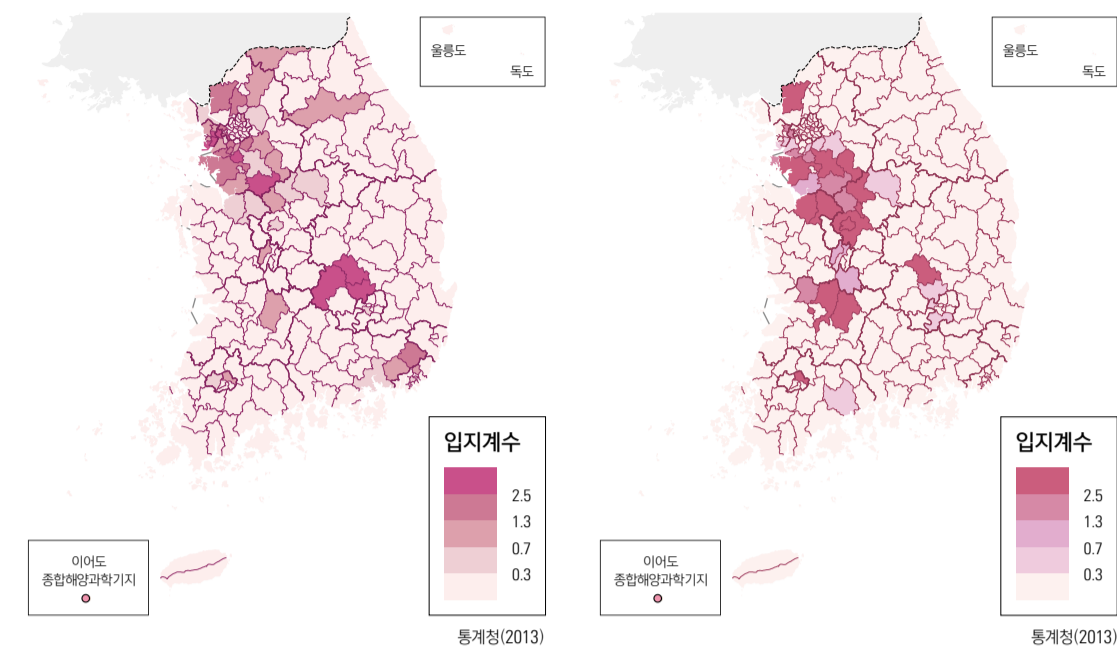 울릉도
독도
입지계수
2.5
1.3
0.7
0.3
이어도
종합해양과학기지
통계청(2013)
울릉도
독도
입지계수
2.5
1.3
0.7
0.3
이어도
종합해양과학기지
통계청(2013)